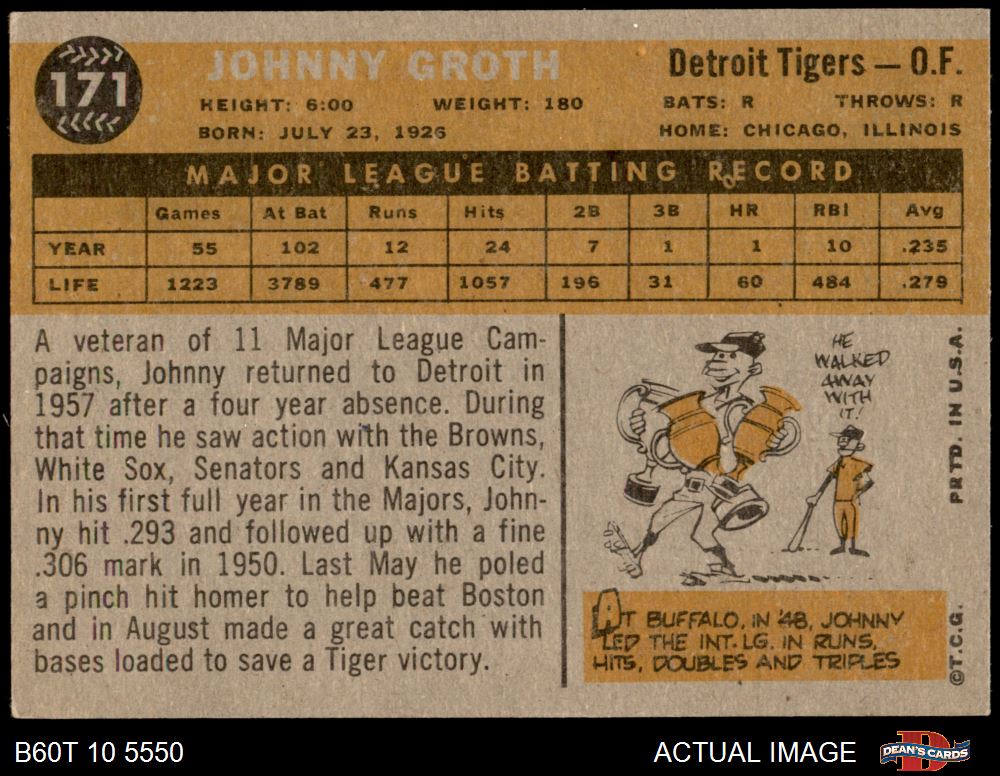 171
JOHNNY GROTH
Detroit Tigers — O.F.
HEIGHT: 6:00 WEIGHT: 180 BATS: R THROWS: R
BORN: JULY 23, 1926 HOME: CHICAGO, ILLINOIS
MAJOR LEAGUE BATTING RECORD
Games At Bat Runs Hits 2B 3B HR RBI Avg
YEAR 55 102 12 24 7 1 1 10 .235
LIFE 1223 3789 477 1057 196 31 60 484 .279
A veteran of 11 Major League Cam-
paigns, Johnny returned to Detroit in
1957 after a four year absence. During
that time he saw action with the Browns,
White Sox, Senators and Kansas City.
In his first full year in the Majors, John-
ny hit .293 and followed up with a fine
.306 mark in 1950. Last May he poled
a pinch hit homer to help beat Boston
and in August made a great catch with
bases loaded to save a Tiger victory.
HE
WALKED
AWAY
WITH
IT!
AT BUFFALO, IN '48, JOHNNY
LED THE INT. LG. IN RUNS,
HITS, DOUBLES AND TRIPLES
PRTD. IN U.S.A.
©T.C.G.
B60T 10 5550
ACTUAL IMAGE
D
DEAN'S CARDS